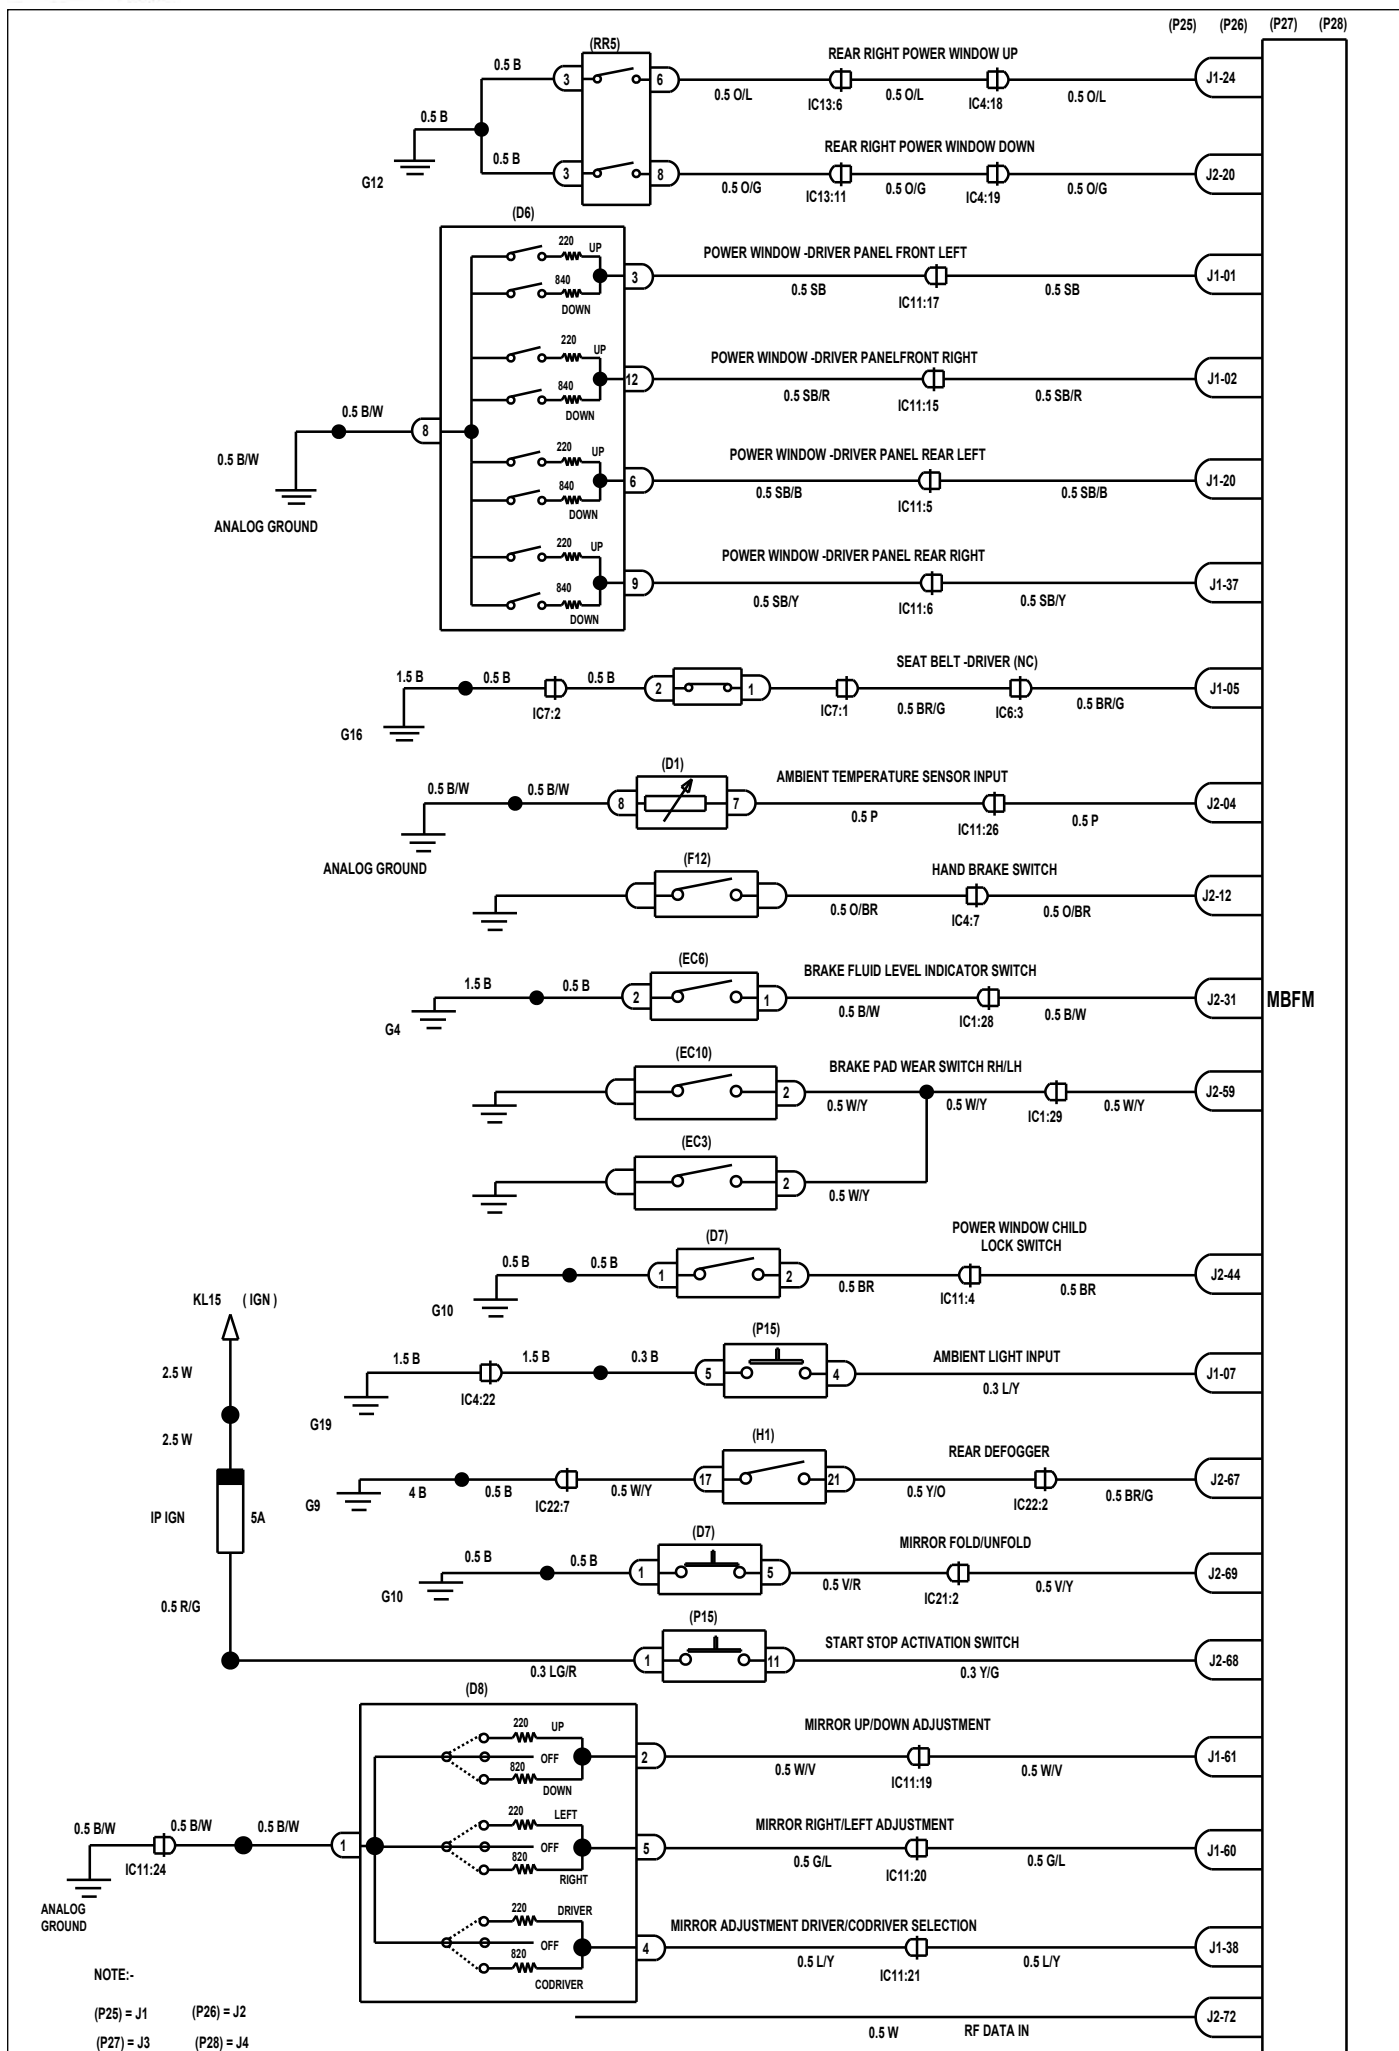 (P25) (P26) (P27) (P28)
(RR5)
REAR RIGHT POWER WINDOW UP
0.5 B 3 6 0.5 O/L IC13:6 0.5 O/L IC4:18 0.5 O/L J1-24
0.5 B
REAR RIGHT POWER WINDOW DOWN
G12 0.5 B 3 8 0.5 O/G IC13:11 0.5 O/G IC4:19 0.5 O/G J2-20
(D6)
220 UP
POWER WINDOW -DRIVER PANEL FRONT LEFT
840 DOWN
3 0.5 SB IC11:17 0.5 SB J1-01
220 UP
POWER WINDOW -DRIVER PANELFRONT RIGHT
840 DOWN
12 0.5 SB/R IC11:15 0.5 SB/R J1-02
0.5 B/W 0.5 B/W 8
ANALOG GROUND
220 UP
POWER WINDOW -DRIVER PANEL REAR LEFT
840 DOWN
6 0.5 SB/B IC11:5 0.5 SB/B J1-20
220 UP
POWER WINDOW -DRIVER PANEL REAR RIGHT
840 DOWN
9 0.5 SB/Y IC11:6 0.5 SB/Y J1-37
SEAT BELT -DRIVER (NC)
G16 1.5 B 0.5 B IC7:2 0.5 B 2 1 IC7:1 0.5 BR/G IC6:3 0.5 BR/G J1-05
(D1)
AMBIENT TEMPERATURE SENSOR INPUT
0.5 B/W 0.5 B/W 8 7 0.5 P IC11:26 0.5 P J2-04
ANALOG GROUND
(F12)
HAND BRAKE SWITCH
0.5 O/BR IC4:7 0.5 O/BR J2-12
(EC6)
BRAKE FLUID LEVEL INDICATOR SWITCH
G4 1.5 B 0.5 B 2 1 0.5 B/W IC1:28 0.5 B/W J2-31
MBFM
(EC10)
BRAKE PAD WEAR SWITCH RH/LH
2 0.5 W/Y 0.5 W/Y IC1:29 0.5 W/Y J2-59
(EC3)
2 0.5 W/Y
(D7)
POWER WINDOW CHILD
LOCK SWITCH
G10 0.5 B 0.5 B 1 2 0.5 BR IC11:4 0.5 BR J2-44
KL15 ( IGN )
2.5 W
2.5 W
IP IGN 5A
0.5 R/G
(P15)
AMBIENT LIGHT INPUT
G19 1.5 B IC4:22 1.5 B 0.3 B 5 4 0.3 L/Y J1-07
(H1)
REAR DEFOGGER
G9 4 B 0.5 B IC22:7 0.5 W/Y 17 21 0.5 Y/O IC22:2 0.5 BR/G J2-67
(D7)
MIRROR FOLD/UNFOLD
G10 0.5 B 0.5 B 1 5 0.5 V/R IC21:2 0.5 V/Y J2-69
(P15)
START STOP ACTIVATION SWITCH
0.3 LG/R 1 11 0.3 Y/G J2-68
(D8)
220 UP
OFF
820 DOWN
MIRROR UP/DOWN ADJUSTMENT
2 0.5 W/V IC11:19 0.5 W/V J1-61
220 LEFT
OFF
820 RIGHT
MIRROR RIGHT/LEFT ADJUSTMENT
5 0.5 G/L IC11:20 0.5 G/L J1-60
0.5 B/W IC11:24 0.5 B/W 0.5 B/W 1
ANALOG
GROUND
220 DRIVER
OFF
820 CODRIVER
MIRROR ADJUSTMENT DRIVER/CODRIVER SELECTION
4 0.5 L/Y IC11:21 0.5 L/Y J1-38
0.5 W RF DATA IN J2-72
NOTE:-
(P25) = J1 (P26) = J2
(P27) = J3 (P28) = J4